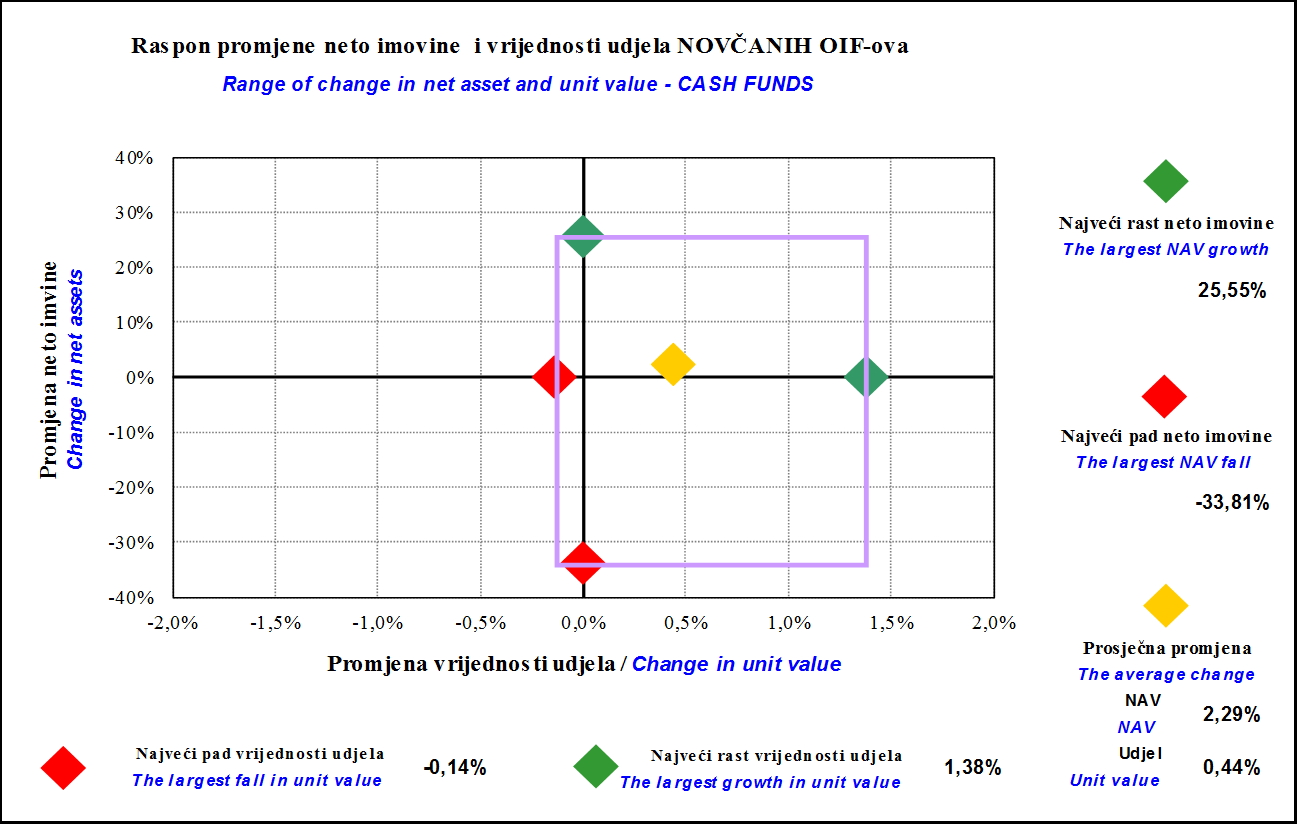 Raspon promjene neto imovine i vrijednosti udjela NOVČANIH OIF-ova
Range of change in net asset and unit value - CASH FUNDS
40%
30%
20%
10%
0%
-10%
-20%
-30%
-40%
Promjena neto imvine
Change in net assets
-2,0%
-1,5%
-1,0%
-0,5%
0,0%
0,5%
1,0%
1,5%
2,0%
Promjena vrijednosti udjela / Change in unit value
Najveći rast neto imovine
The largest NAV growth
25,55%
Najveći pad neto imovine
The largest NAV fall
-33,81%
Prosječna promjena
The average change
NAV
NAV
2,29%
Udjel
Unit value
0,44%
Najveći pad vrijednosti udjela
The largest fall in unit value
-0,14%
Najveći rast vrijednosti udjela
The largest growth in unit value
1,38%